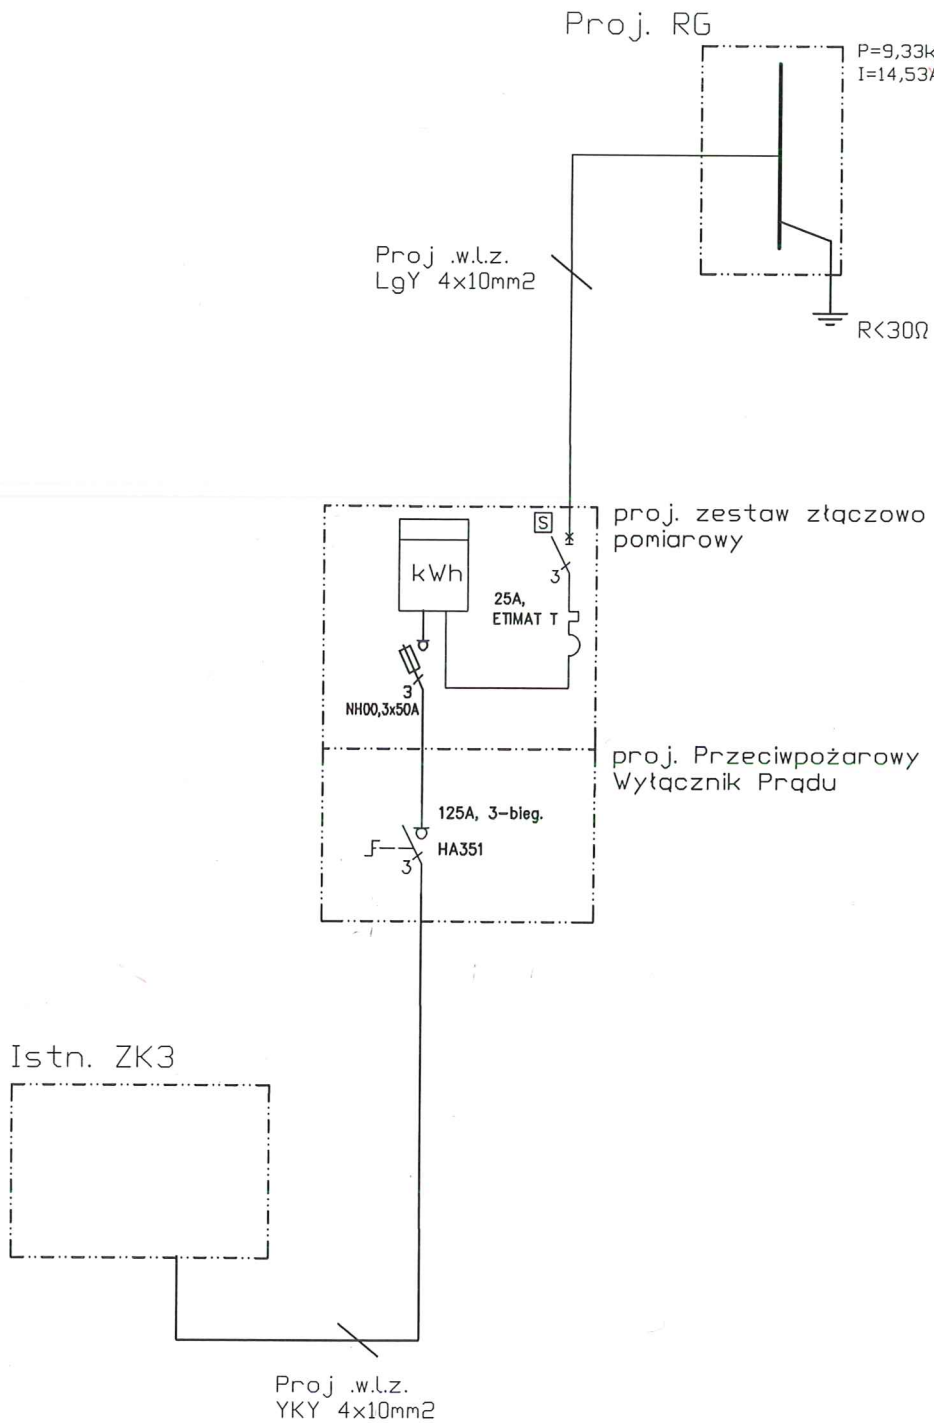 Proj. RG
P=9,33k
I=14,53A
Proj .w.l.z.
LgY 4x10mm2
R<30Ω
proj. zestaw złączowo
pomiarowy
S
kWh
3
25A,
ETIMAT T
3
NH00,3x50A
proj. Przeciwpożarowy
Wyłącznik Prądu
125A, 3-bieg.
HA351
3
Istn. ZK3
Proj .w.l.z.
YKY 4x10mm2